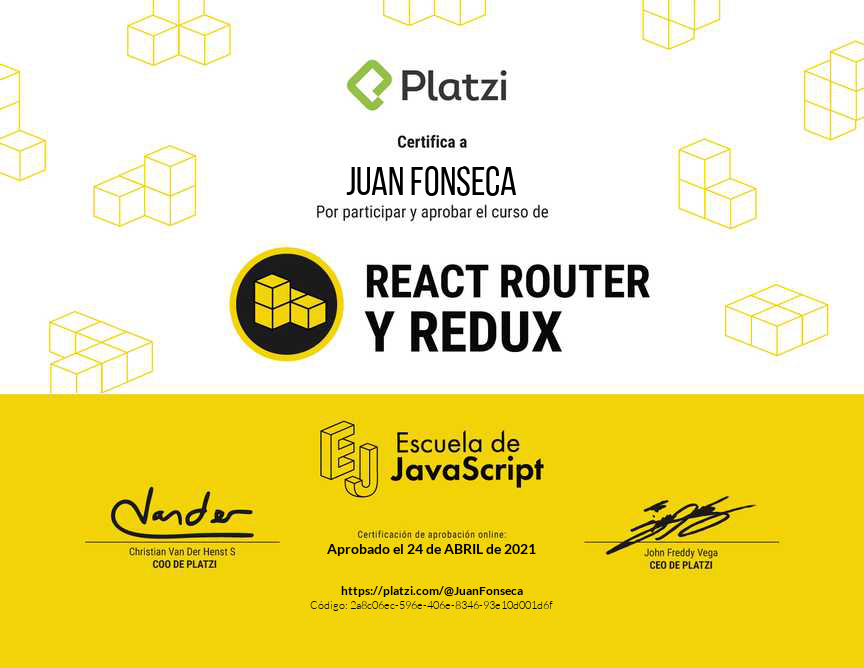 Platzi
Certifica a
JUAN FONSECA
Por participar y aprobar el curso de
REACT ROUTER
Y REDUX
EJ
Escuela de
JavaScript
Vander
Christian Van Der Henst S
COO DE PLATZI
Certificación de aprobación online:
Aprobado el 24 de ABRIL de 2021
John Freddy Vega
CEO DE PLATZI
https://platzi.com/@JuanFonseca
Código: 2a8c06ec-596e-406e-8346-93e10d001d6f